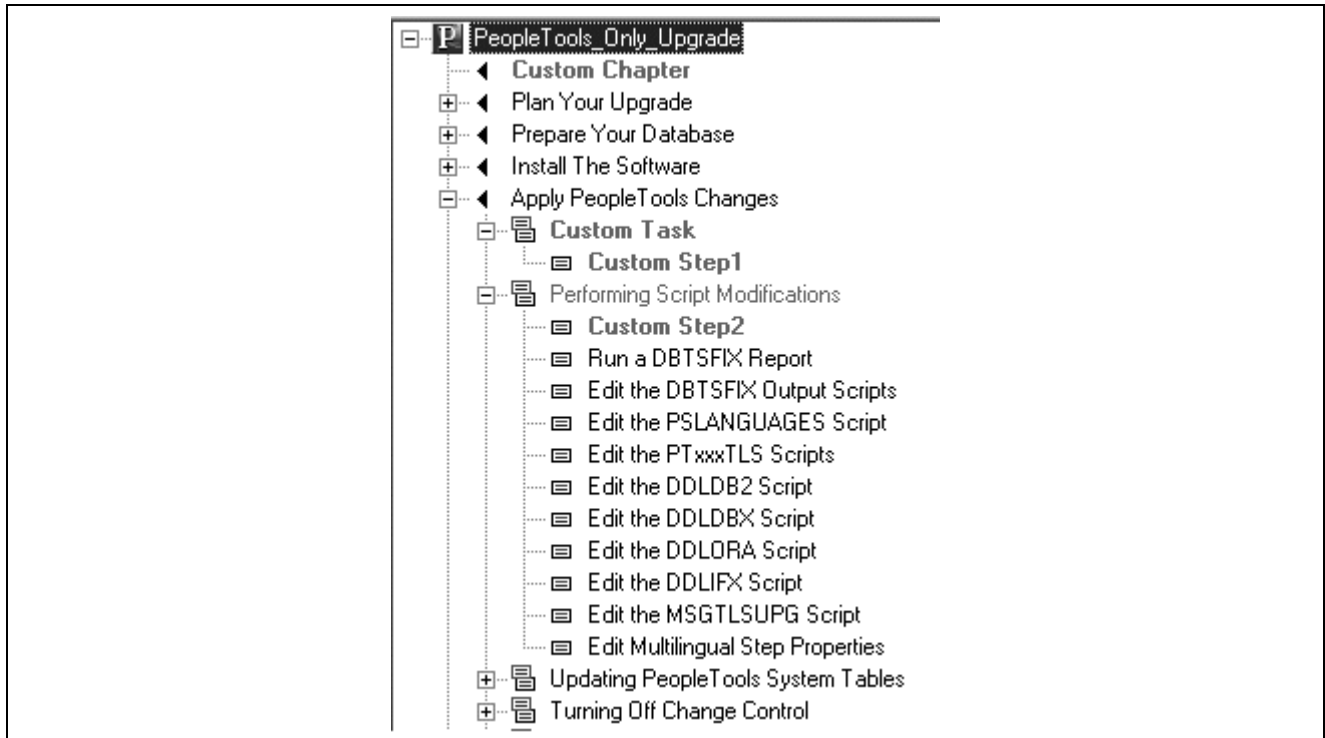 PeopleTools_Only_Upgrade
Custom Chapter
Plan Your Upgrade
Prepare Your Database
Install The Software
Apply PeopleTools Changes
Custom Task
Custom Step1
Performing Script Modifications
Custom Step2
Run a DBTSFIX Report
Edit the DBTSFIX Output Scripts
Edit the PSLANGUAGES Script
Edit the PTxxxTLS Scripts
Edit the DDLDB2 Script
Edit the DDLDBX Script
Edit the DDLORA Script
Edit the DDLIFX Script
Edit the MSGTLSUPG Script
Edit Multilingual Step Properties
Updating PeopleTools System Tables
Turning Off Change Control